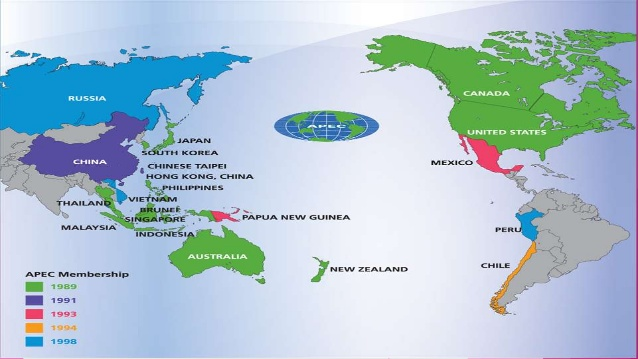 RUSSIA
CANADA
APEC
UNITED STATES
JAPAN
SOUTH KOREA
CHINA
MEXICO
CHINESE TAIPEI
HONG KONG, CHINA
PHILIPPINES
THAILAND
VIETNAM
BRUNEI
SINGAPORE
PAPUA NEW GUINEA
MALAYSIA
INDONESIA
PERU
AUSTRALIA
NEW ZEALAND
CHILE
APEC Membership
1989
1991
1993
1994
1998